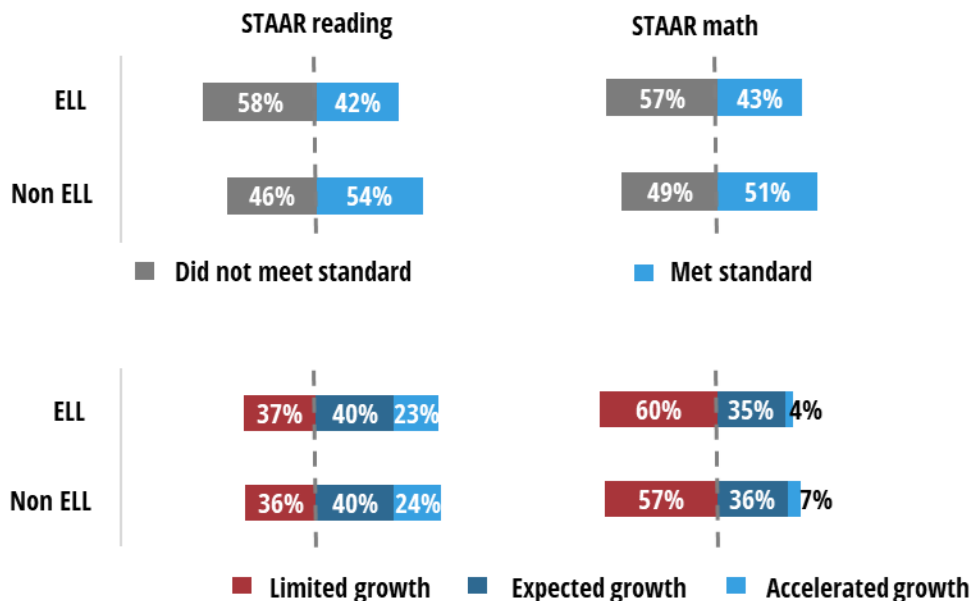 STAAR reading STAAR math
ELL 58% 42% 57% 43%
Non ELL 46% 54% 49% 51%
Did not meet standard Met standard
ELL 37% 40% 23% 60% 35% 4%
Non ELL 36% 40% 24% 57% 36% 7%
Limited growth Expected growth Accelerated growth